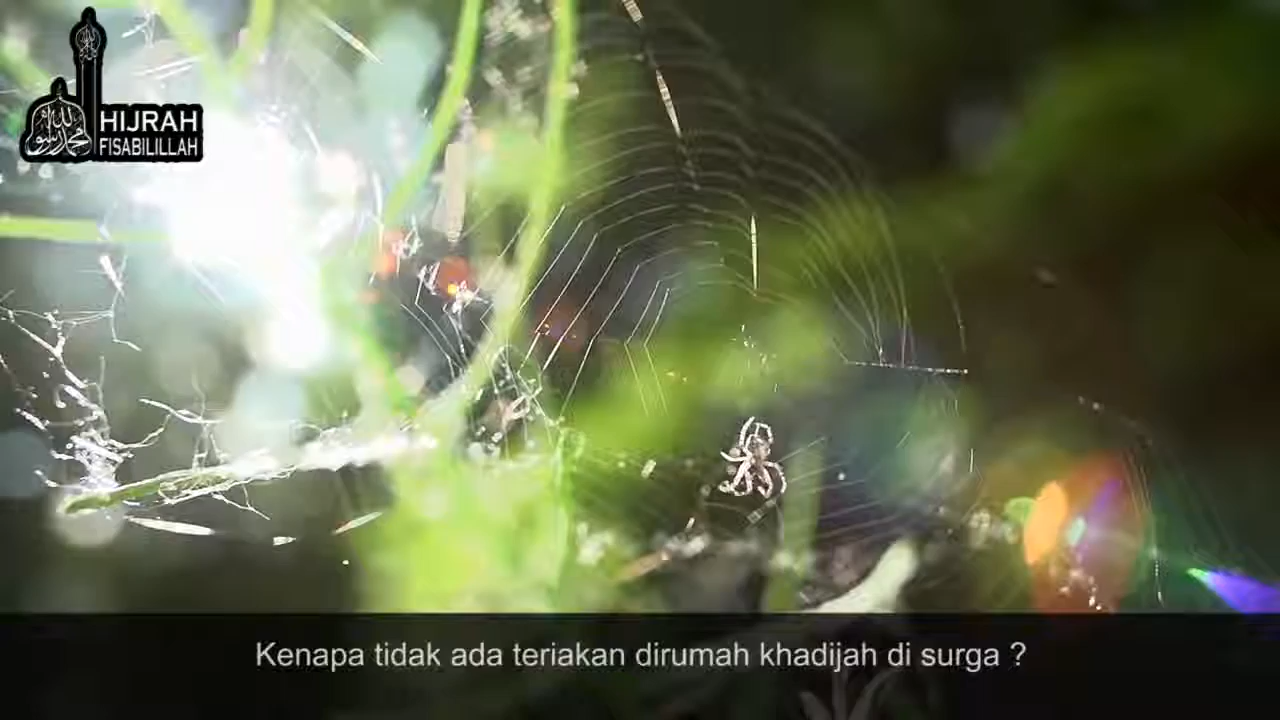 HIJRAH
FISABILILLAH
Kenapa tidak ada teriakan dirumah khadijah di surga ?